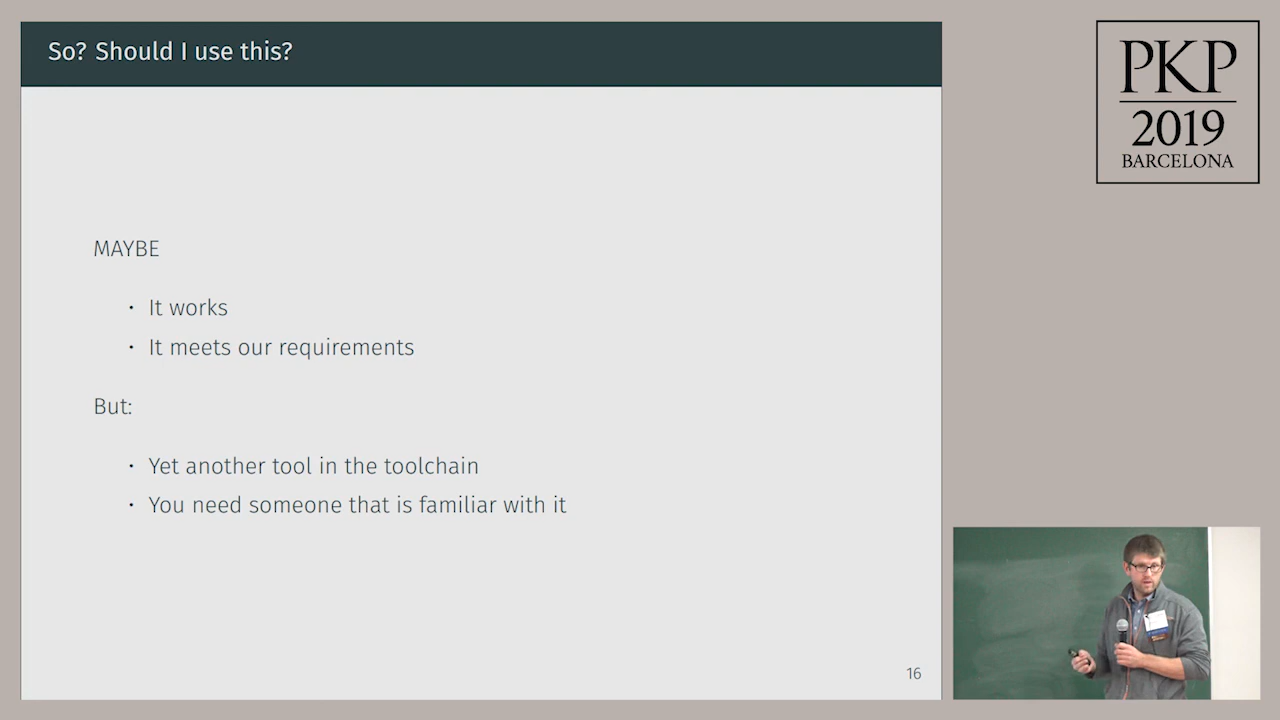 So? Should I use this?
MAYBE
· It works
· It meets our requirements
But:
· Yet another tool in the toolchain
· You need someone that is familiar with it
16
PKP
2019
BARCELONA